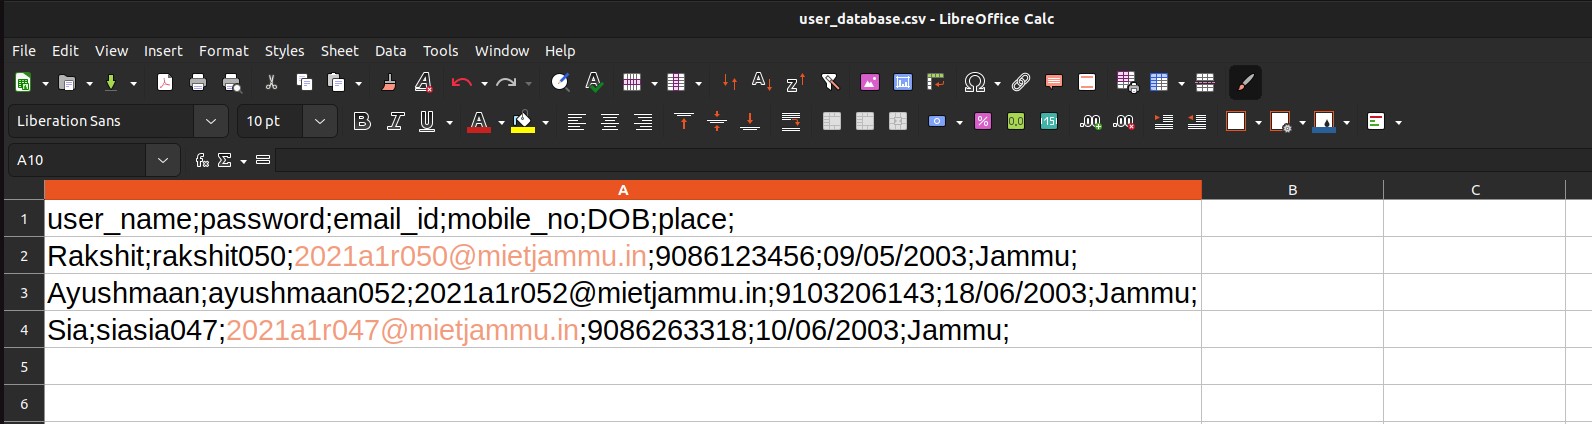 user_database.csv - LibreOffice Calc
File Edit View Insert Format Styles Sheet Data Tools Window Help
Liberation Sans 10 pt
A10
A B C
1 user_name;password;email_id;mobile_no;DOB;place;
2 Rakshit;rakshit050;2021a1r050@mietjammu.in;9086123456;09/05/2003;Jammu;
3 Ayushmaan;ayushmaan052;2021a1r052@mietjammu.in;9103206143;18/06/2003;Jammu;
4 Sia;siasia047;2021a1r047@mietjammu.in;9086263318;10/06/2003;Jammu;
5
6